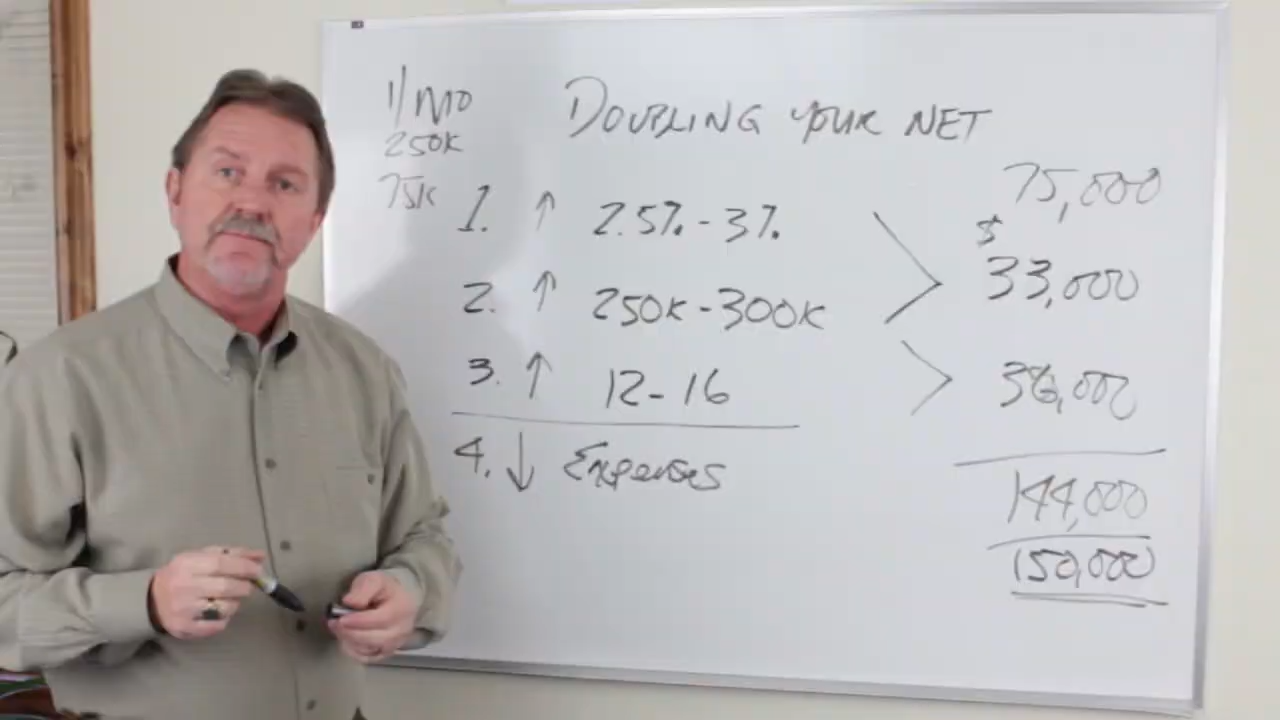 1/MO
250K
75K
DOUBLING YOUR NET
75,000
1. ↑ 2.5% - 3%
$
33,000
2. ↑ 250K - 300K
3. ↑ 12 - 16
36,000
4. ↓ Expenses
144,000
150,000